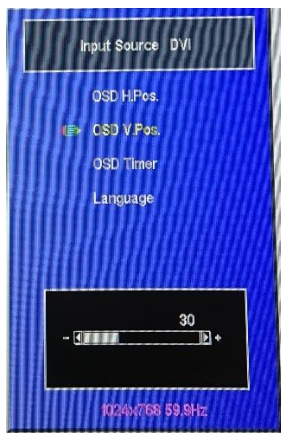 Input Source DVI
OSD H.Pos.
OSD V.Pos.
OSD Timer
Language
30
- +
1024x768 59.9Hz